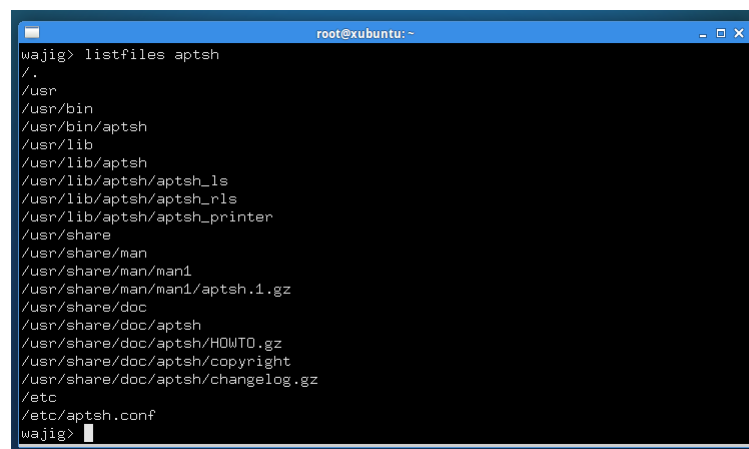 root@xubuntu: ~
wajig> listfiles aptsh
/.
/usr
/usr/bin
/usr/bin/aptsh
/usr/lib
/usr/lib/aptsh
/usr/lib/aptsh/aptsh_ls
/usr/lib/aptsh/aptsh_rls
/usr/lib/aptsh/aptsh_printer
/usr/share
/usr/share/man
/usr/share/man/man1
/usr/share/man/man1/aptsh.1.gz
/usr/share/doc
/usr/share/doc/aptsh
/usr/share/doc/aptsh/HOWTO.gz
/usr/share/doc/aptsh/copyright
/usr/share/doc/aptsh/changelog.gz
/etc
/etc/aptsh.conf
wajig>